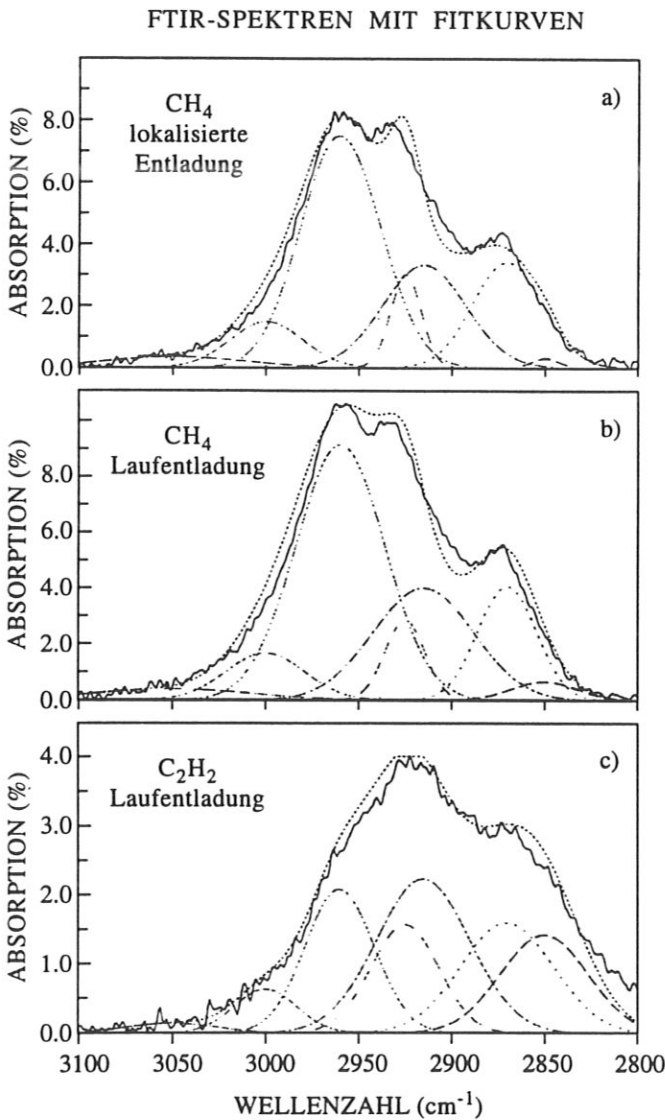 FTIR-SPEKTREN MIT FITKURVEN
a)
CH4
lokalisierte
Entladung
ABSORPTION (%)
8.0
6.0
4.0
2.0
0.0
b)
CH4
Laufentladung
ABSORPTION (%)
8.0
6.0
4.0
2.0
0.0
c)
C2H2
Laufentladung
ABSORPTION (%)
4.0
3.0
2.0
1.0
0.0
3100 3050 3000 2950 2900 2850 2800
WELLENZAHL (cm-1)